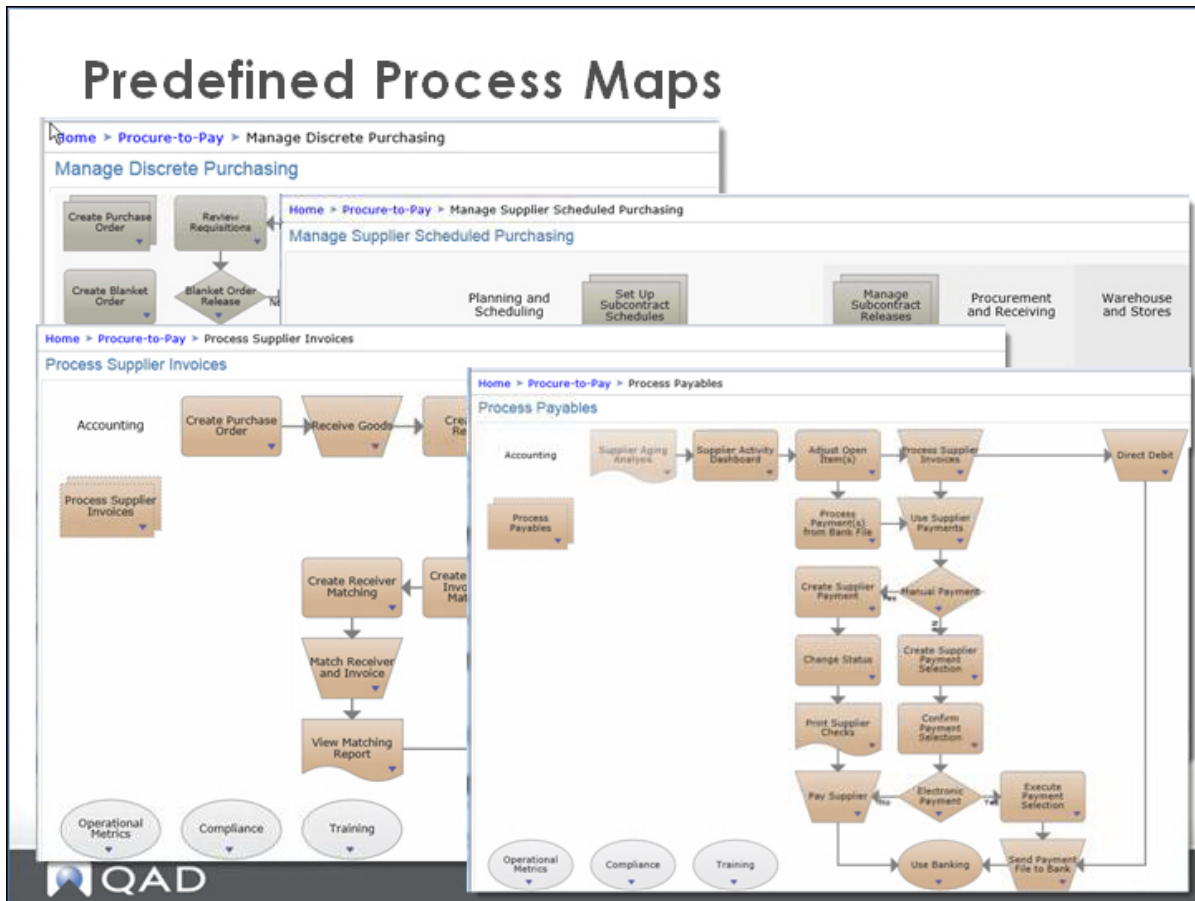 Predefined Process Maps
Home > Procure-to-Pay > Manage Discrete Purchasing
Manage Discrete Purchasing
Create Purchase
Order
Review
Requisitions
Create Blanket
Order
Blanket Order
Release
Home > Procure-to-Pay > Manage Supplier Scheduled Purchasing
Manage Supplier Scheduled Purchasing
Planning and
Scheduling
Set Up
Subcontract
Schedules
Manage
Subcontract
Releases
Procurement
and Receiving
Warehouse
and Stores
Home > Procure-to-Pay > Process Supplier Invoices
Process Supplier Invoices
Accounting
Create Purchase
Order
Receive Goods
Process Supplier
Invoices
Create Receiver
Matching
Create
Match Receiver
and Invoice
View Matching
Report
Operational
Metrics
Compliance
Training
Home > Procure-to-Pay > Process Payables
Process Payables
Accounting
Supplier Aging
Analysis
Supplier Activity
Dashboard
Adjust Open
Item(s)
Process Supplier
Invoices
Direct Debit
Process
Payables
Process
Payment(s)
from Bank File
Use Supplier
Payments
Create Supplier
Payment
Yes
Manual Payment
No
Change Status
Create Supplier
Payment
Selection
Print Supplier
Checks
Confirm
Payment
Selection
Pay Supplier
No
Electronic
Payment
Yes
Execute
Payment
Selection
Operational
Metrics
Compliance
Training
Use Banking
Send Payment
File to Bank
QAD